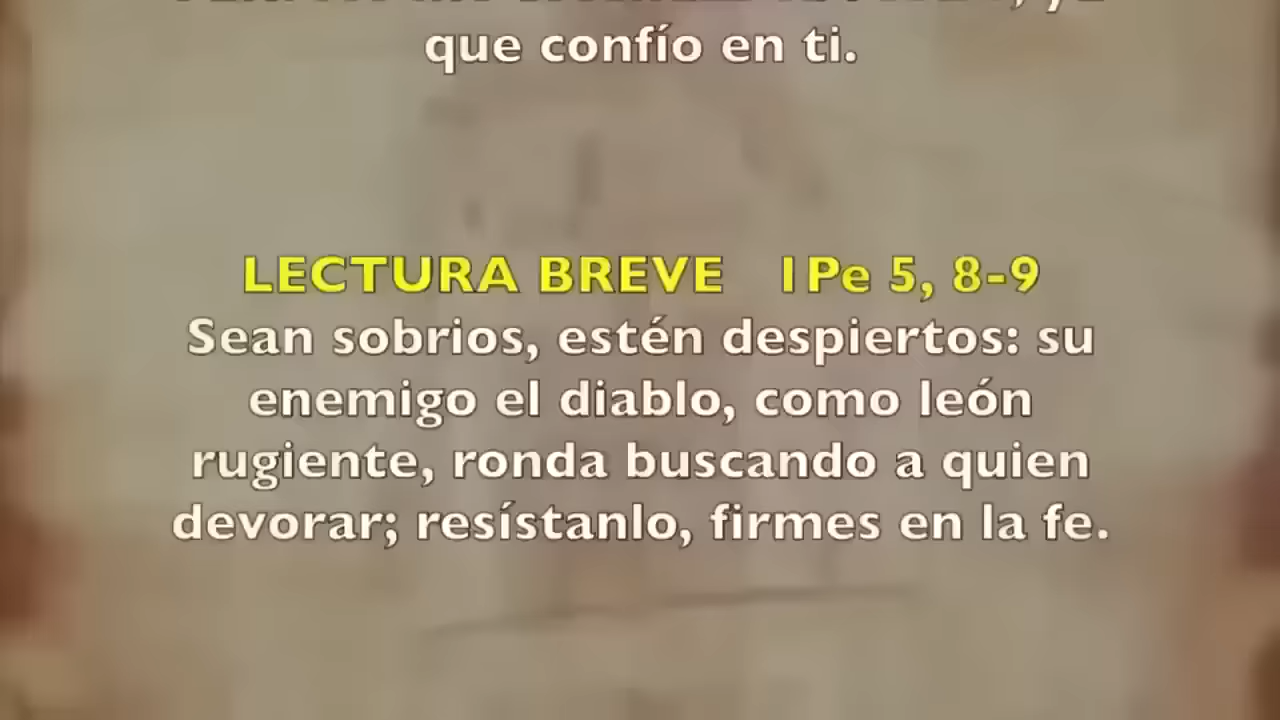 que confío en ti.
LECTURA BREVE 1Pe 5, 8-9
Sean sobrios, estén despiertos: su
enemigo el diablo, como león
rugiente, ronda buscando a quien
devorar; resístanlo, firmes en la fe.